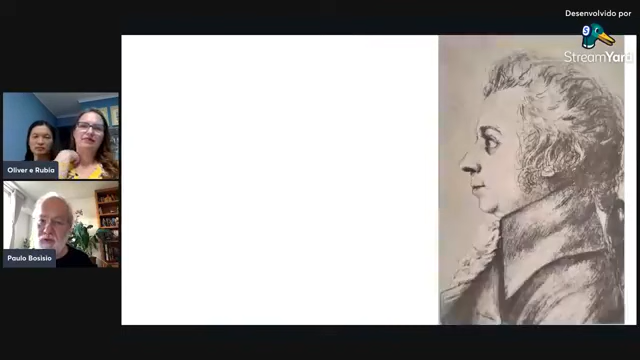 Desenvolvido por
S
StreamYard
Oliver e Rubia
Paulo Bosisio